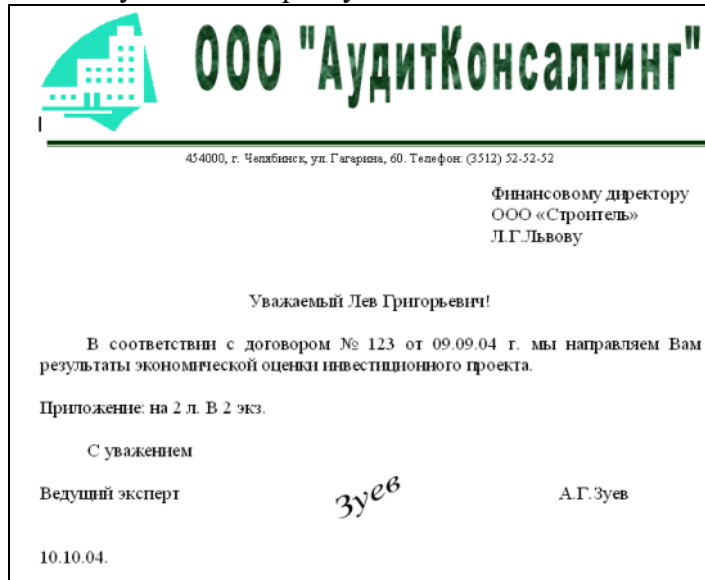 ООО "АудитКонсалтинг"
454000, г. Челябинск, ул. Гагарина, 60. Телефон: (3512) 52-52-52
Финансовому директору
ООО «Строитель»
Л.Г.Львову
Уважаемый Лев Григорьевич!
В соответствии с договором № 123 от 09.09.04 г. мы направляем Вам
результаты экономической оценки инвестиционного проекта.
Приложение: на 2 л. В 2 экз.
С уважением
Ведущий эксперт Зуев А.Г.Зуев
10.10.04.